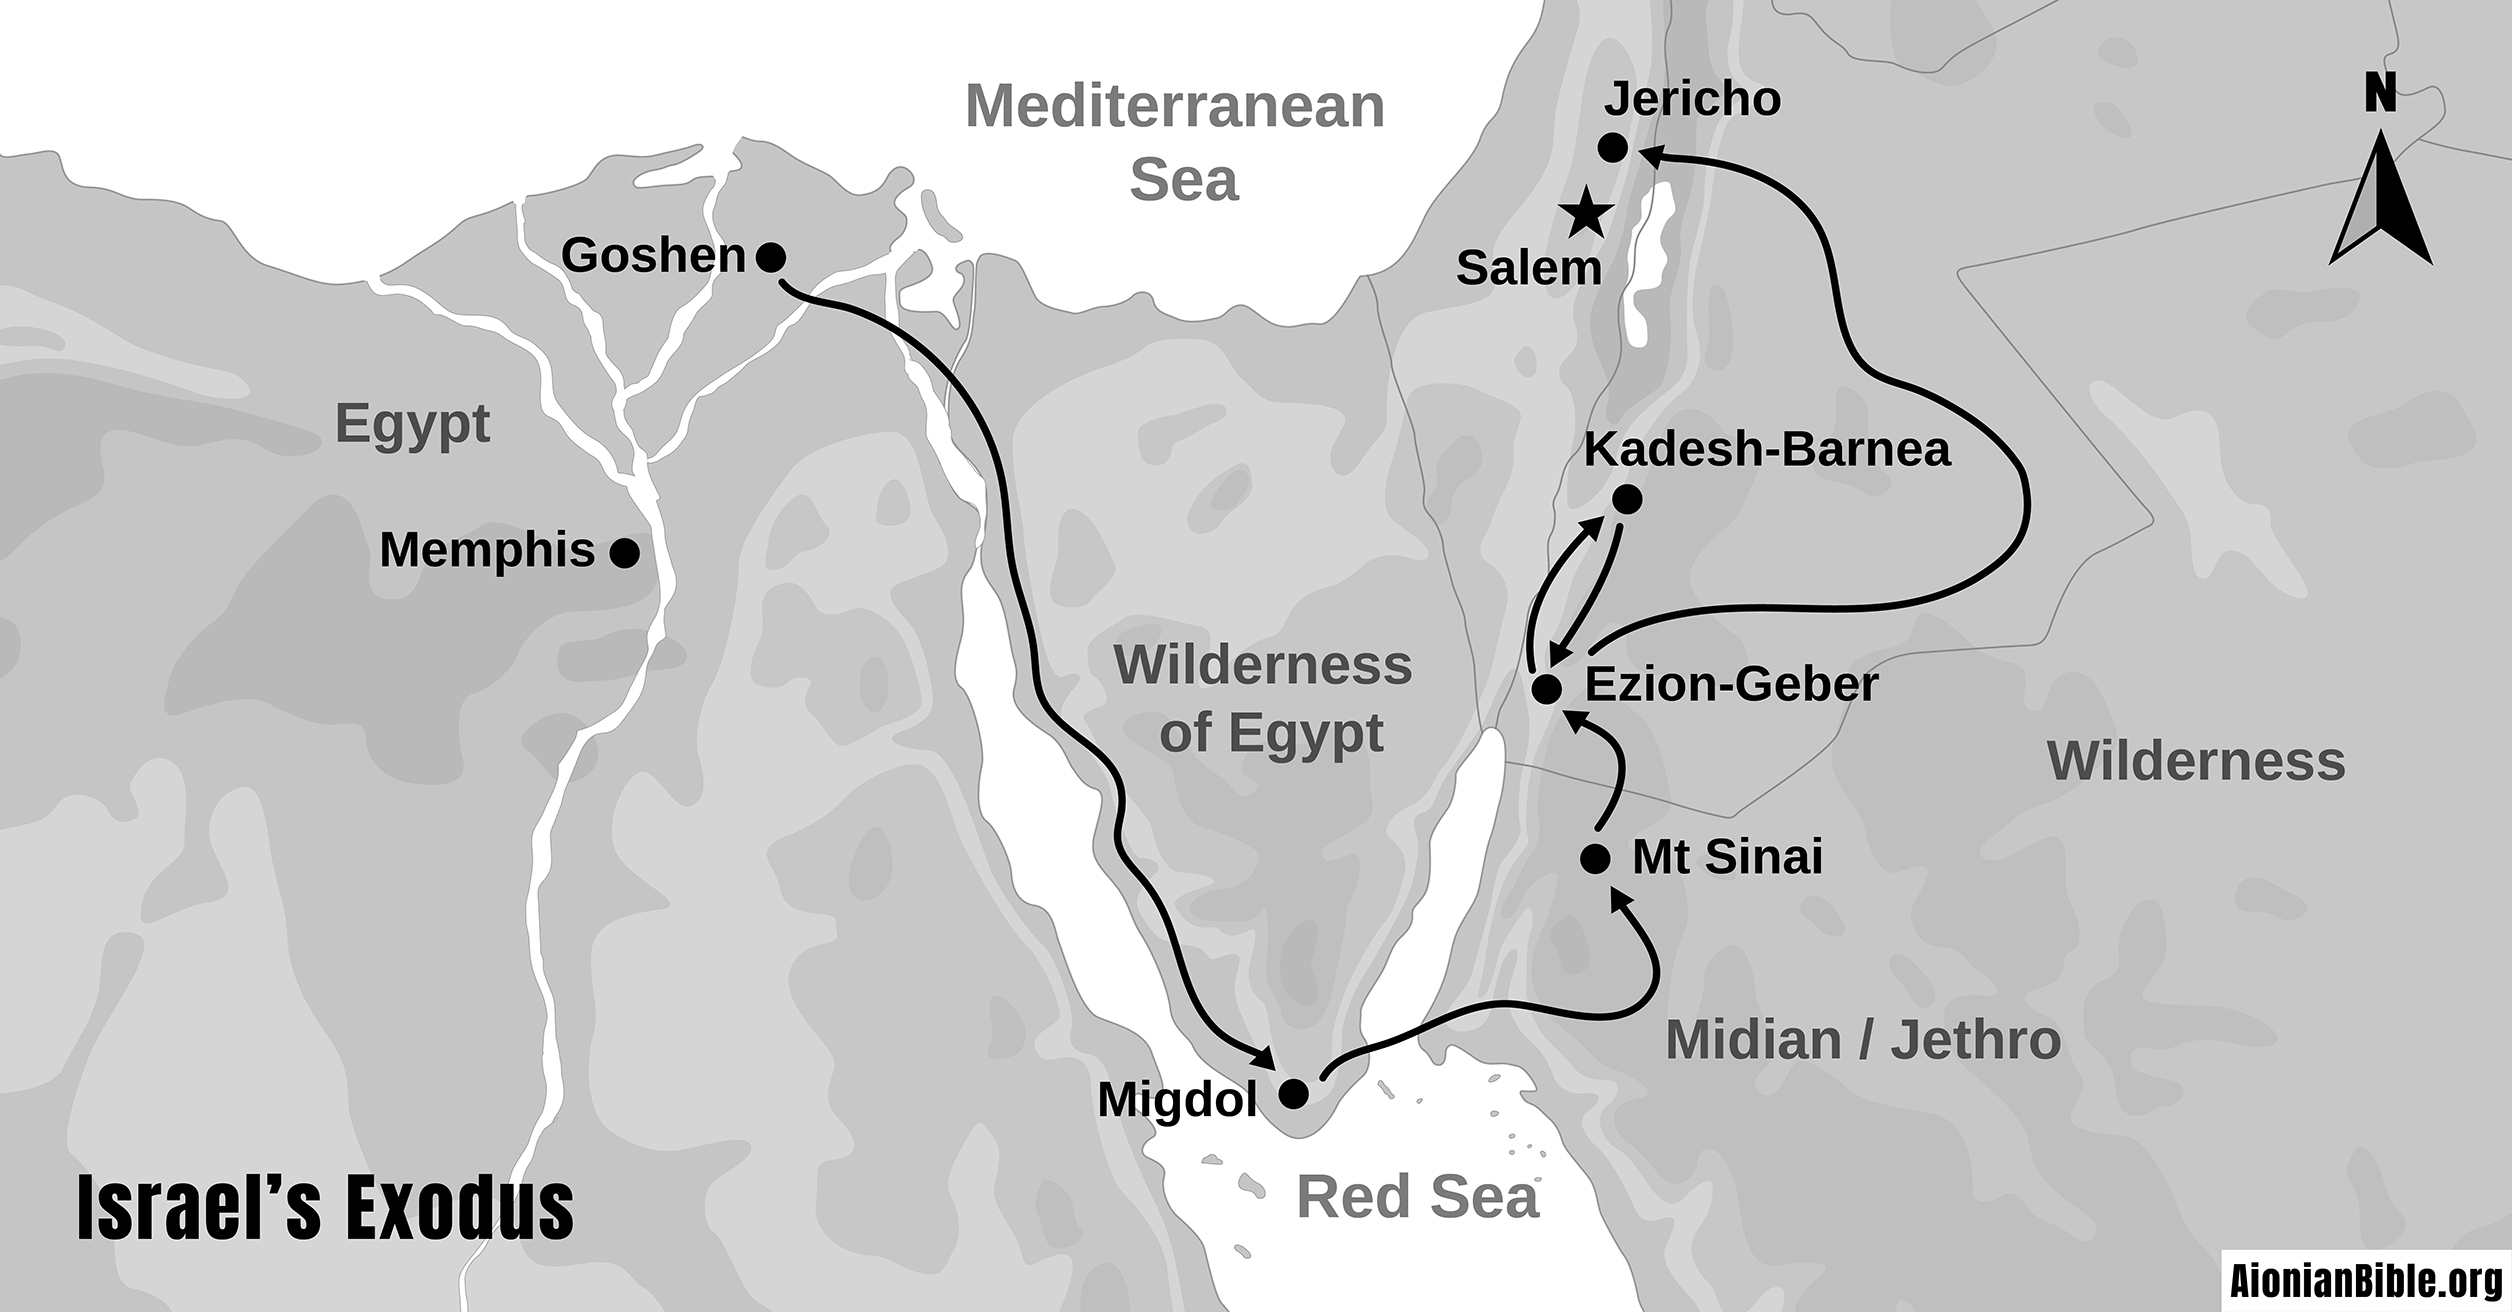 Mediterranean
Sea
Jericho
N
Salem
Goshen
Egypt
Kadesh-Barnea
Memphis
Wilderness
of Egypt
Ezion-Geber
Wilderness
Mt Sinai
Midian / Jethro
Migdol
Red Sea
Israel’s Exodus
AionianBible.org